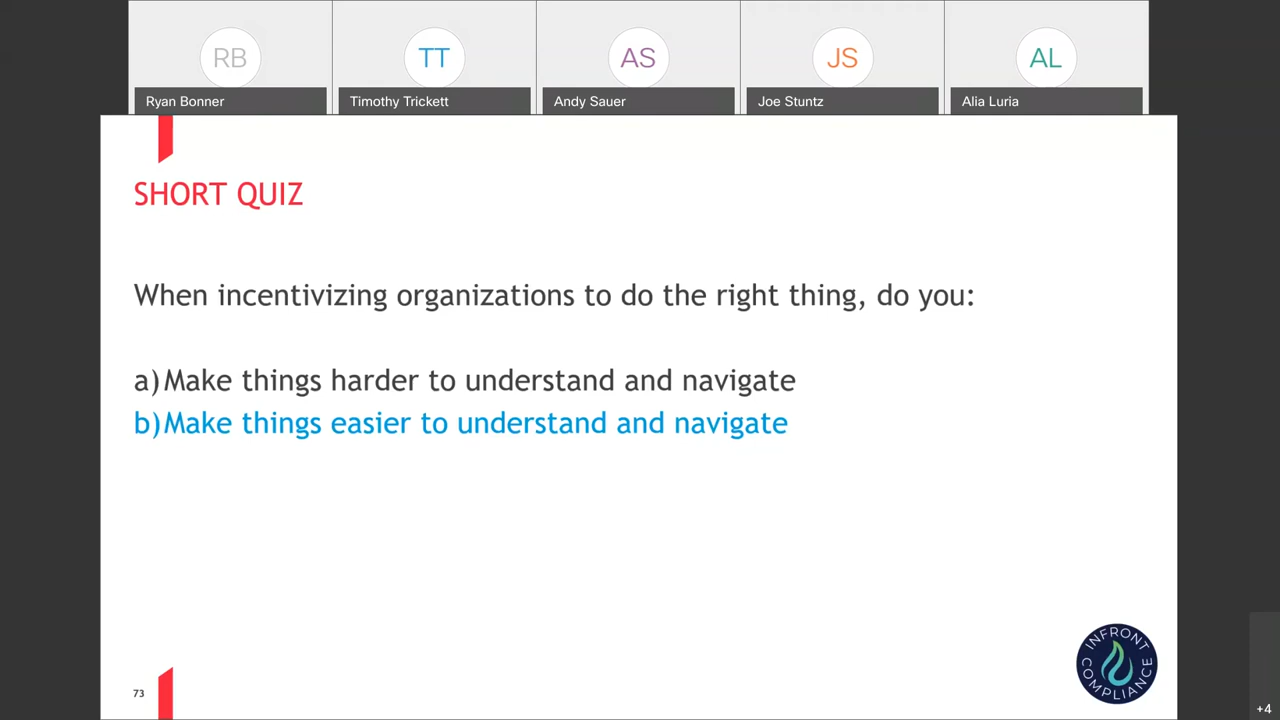 RB
TT
AS
JS
AL
Ryan Bonner
Timothy Trickett
Andy Sauer
Joe Stuntz
Alia Luria
SHORT QUIZ
When incentivizing organizations to do the right thing, do you:
a) Make things harder to understand and navigate
b) Make things easier to understand and navigate
INFRONT
COMPLIANCE
73
+4